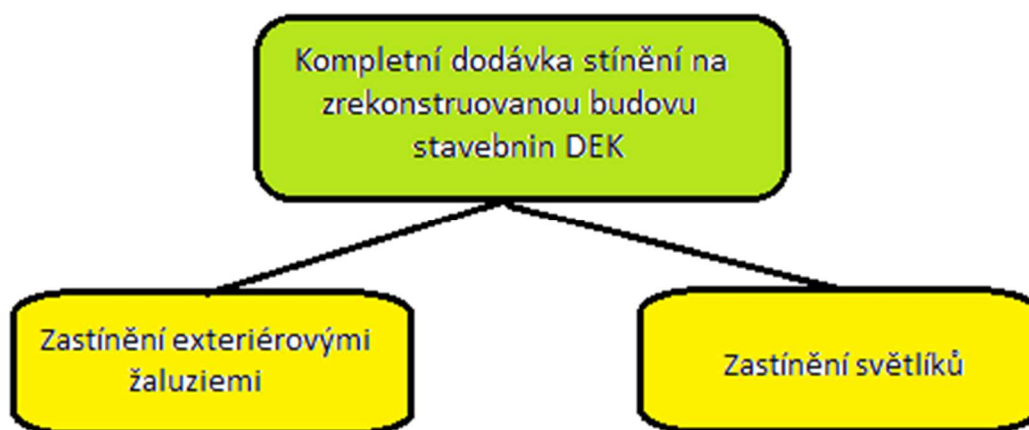 Kompletní dodávka stínění na
zrekonstruovanou budovu
stavebnin DEK
Zastínění exteriérovými
žaluziemi
Zastínění světlíků